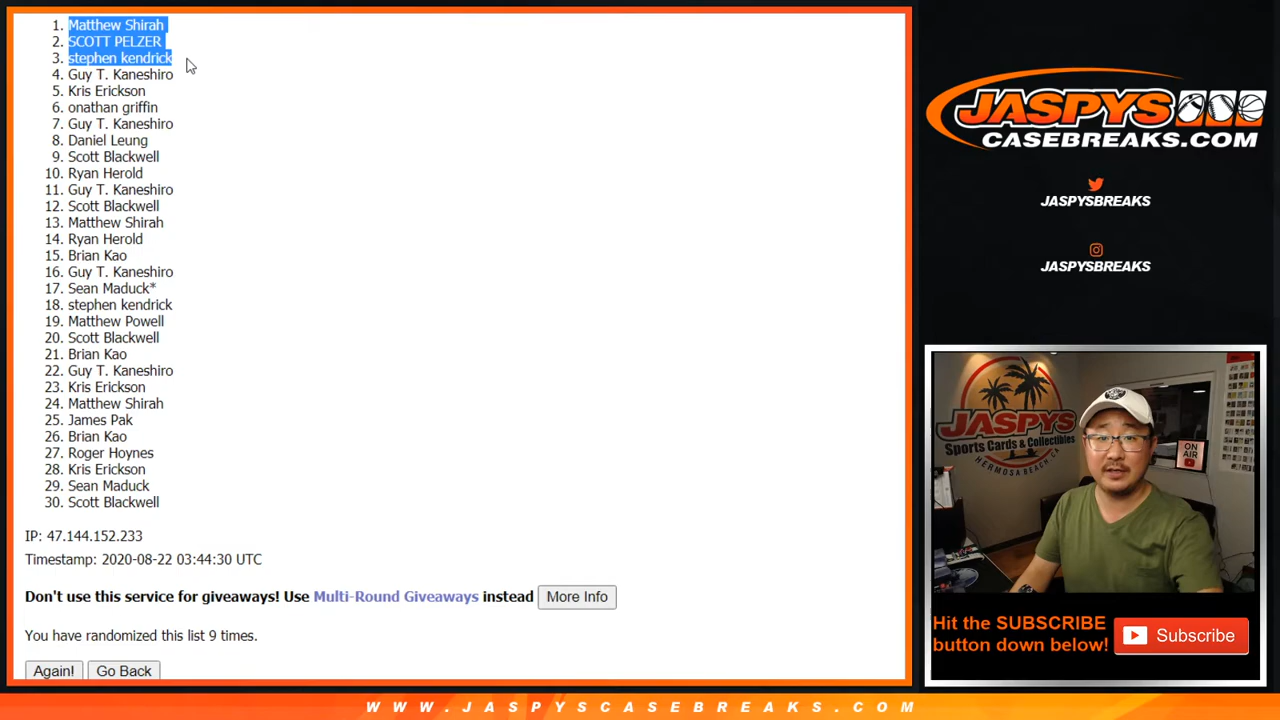 1. Matthew Shirah
2. SCOTT PELZER
3. stephen kendrick
4. Guy T. Kaneshiro
5. Kris Erickson
6. onathan griffin
7. Guy T. Kaneshiro
8. Daniel Leung
9. Scott Blackwell
10. Ryan Herold
11. Guy T. Kaneshiro
12. Scott Blackwell
13. Matthew Shirah
14. Ryan Herold
15. Brian Kao
16. Guy T. Kaneshiro
17. Sean Maduck*
18. stephen kendrick
19. Matthew Powell
20. Scott Blackwell
21. Brian Kao
22. Guy T. Kaneshiro
23. Kris Erickson
24. Matthew Shirah
25. James Pak
26. Brian Kao
27. Roger Hoynes
28. Kris Erickson
29. Sean Maduck
30. Scott Blackwell
IP: 47.144.152.233
Timestamp: 2020-08-22 03:44:30 UTC
Don't use this service for giveaways! Use Multi-Round Giveaways instead More Info
You have randomized this list 9 times.
Again! Go Back
JASPYS
CASEBREAKS.COM
JASPYSBREAKS
JASPYSBREAKS
JASPYS
Sports Cards & Collectibles
HERMOSA BEACH, CA
ON
AIR
Hit the SUBSCRIBE
button down below!
Subscribe
WWW.JASPYSCASEBREAKS.COM